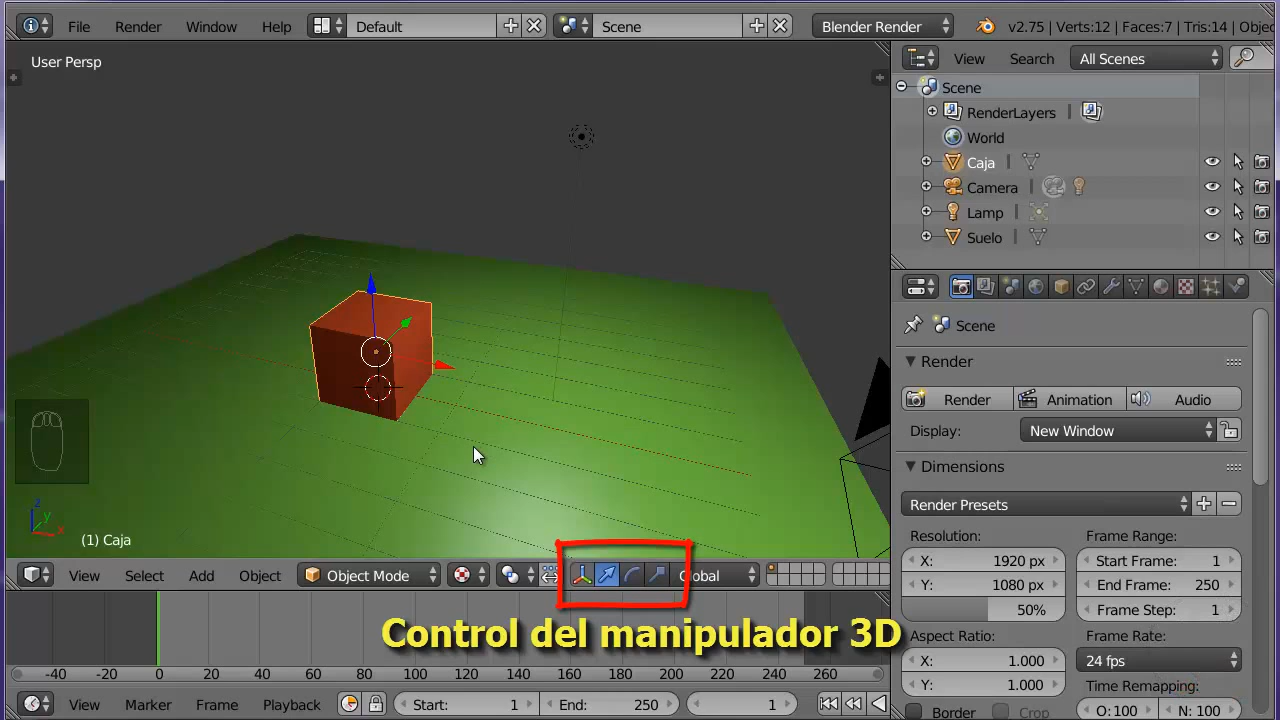 File Render Window Help Default Scene Blender Render v2.75 | Verts:12 | Faces:7 | Tris:14 | Objec
User Persp
View Search All Scenes
Scene
RenderLayers
World
Caja
Camera
Lamp
Suelo
Scene
Render
Render Animation Audio
Display: New Window
Dimensions
Render Presets
Resolution: Frame Range:
X: 1920 px Start Frame: 1
Y: 1080 px End Frame: 250
50% Frame Step: 1
Aspect Ratio: Frame Rate:
X: 1.000 24 fps
Y: 1.000 Time Remapping:
Border Crop O: 100 N: 100
z
y
x
(1) Caja
View Select Add Object Object Mode Global
Control del manipulador 3D
-40 -20 0 20 40 60 80 100 120 140 160 180 200 220 240 260
View Marker Frame Playback Start: 1 End: 250 1